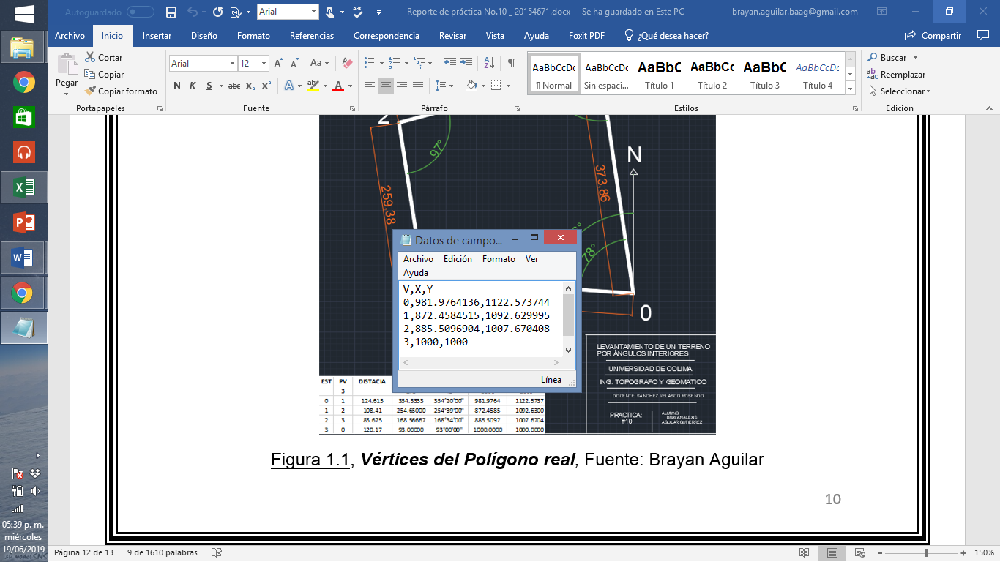 Autoguardado
Arial
Reporte de práctica No.10 _ 20154671.docx - Se ha guardado en Este PC
brayan.aguilar.baag@gmail.com
Archivo Inicio Insertar Diseño Formato Referencias Correspondencia Revisar Vista Ayuda Foxit PDF ¿Qué desea hacer? Compartir
Pegar
Cortar
Copiar
Copiar formato
Portapapeles
Arial 12
N K S abc x₂ x²
Fuente
Párrafo
AaBbCcDc AaBbCcDc AaBbC AaBbCc AaBbC AaBbCcDc
¶ Normal Sin espaci... Título 1 Título 2 Título 3 Título 4
Estilos
Buscar
Reemplazar
Seleccionar
Edición
2
97°
259,38
373,86
N
78°
0
Datos de campo...
Archivo Edición Formato Ver
Ayuda
V,X,Y
0,981.9764136,1122.573744
1,872.4584515,1092.629995
2,885.5096904,1007.670408
3,1000,1000
Línea
LEVANTAMIENTO DE UN TERRENO
POR ANGULOS INTERIORES
UNIVERSIDAD DE COLIMA
ING. TOPOGRAFO Y GEOMATICO
DOCENTE: SANCHEZ VELASCO ROSENDO
PRACTICA:
#10
ALUMNO:
BRAYAN ALEXIS
AGUILAR GUTIERREZ
EST PV DISTACIA
3
0 1 124.615 354.3333 354°20'00" 981.9764 1122.5737
1 2 108.41 254.65000 254°39'00" 872.4585 1092.6300
2 3 85.675 168.56667 168°34'00" 885.5097 1007.6704
3 0 120.17 93.00000 93°00'00" 1000.0000 1000.0000
Figura 1.1, Vértices del Polígono real, Fuente: Brayan Aguilar
10
05:39 p. m.
miércoles
19/06/2019
Página 12 de 13 9 de 1610 palabras
150%